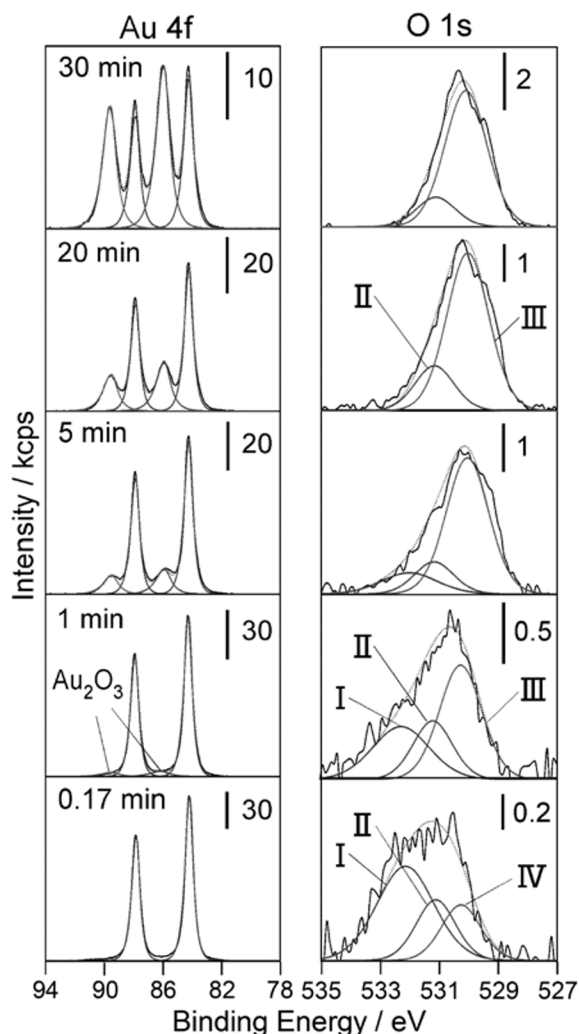 Au 4f
O 1s
30 min
10
2
20 min
20
1
II
III
5 min
20
1
1 min
30
0.5
Au₂O₃
II
I
III
0.17 min
30
0.2
II
I
IV
94 90 86 82 78
535 533 531 529 527
Binding Energy / eV
Intensity / kcps